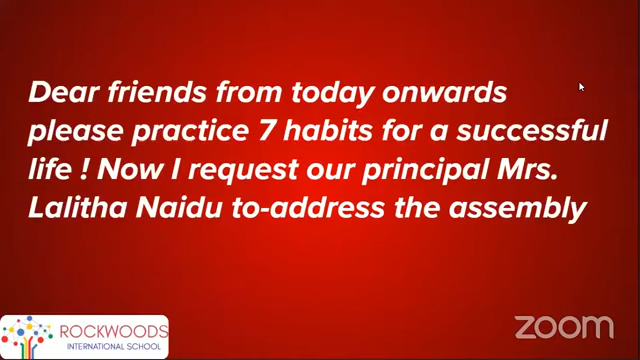 Dear friends from today onwards
please practice 7 habits for a successful
life ! Now I request our principal Mrs.
Lalitha Naidu to-address the assembly
ROCKWOODS
INTERNATIONAL SCHOOL
zoom